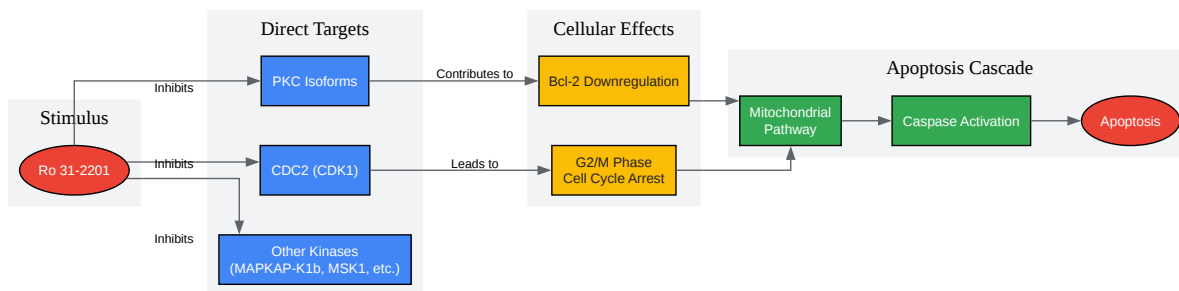 Stimulus
Ro 31-2201
Inhibits
Inhibits
Inhibits
Direct Targets
PKC Isoforms
CDC2 (CDK1)
Other Kinases
(MAPKAP-K1b, MSK1, etc.)
Contributes to
Leads to
Cellular Effects
Bcl-2 Downregulation
G2/M Phase
Cell Cycle Arrest
Apoptosis Cascade
Mitochondrial
Pathway
Caspase Activation
Apoptosis